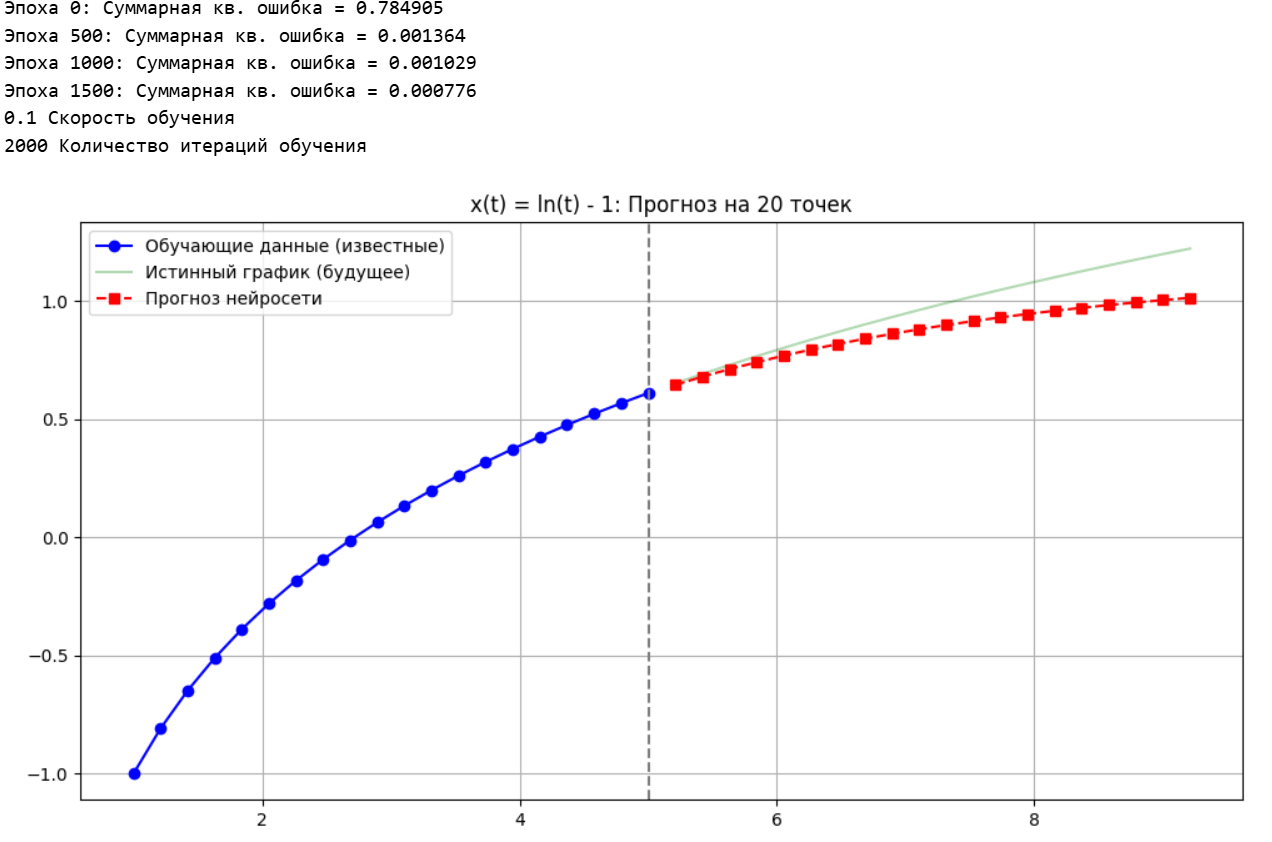 Эпоха 0: Суммарная кв. ошибка = 0.784905
Эпоха 500: Суммарная кв. ошибка = 0.001364
Эпоха 1000: Суммарная кв. ошибка = 0.001029
Эпоха 1500: Суммарная кв. ошибка = 0.000776
0.1 Скорость обучения
2000 Количество итераций обучения
x(t) = ln(t) - 1: Прогноз на 20 точек
Обучающие данные (известные)
Истинный график (будущее)
Прогноз нейросети
1.0
0.5
0.0
−0.5
−1.0
2
4
6
8